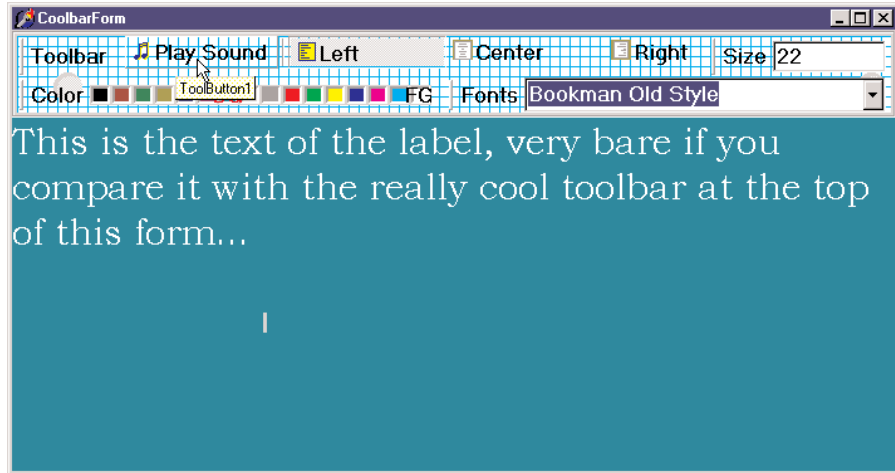 CoolbarForm
Toolbar Play Sound Left Center Right Size 22
Color FG Fonts Bookman Old Style
ToolButton1
This is the text of the label, very bare if you
compare it with the really cool toolbar at the top
of this form...